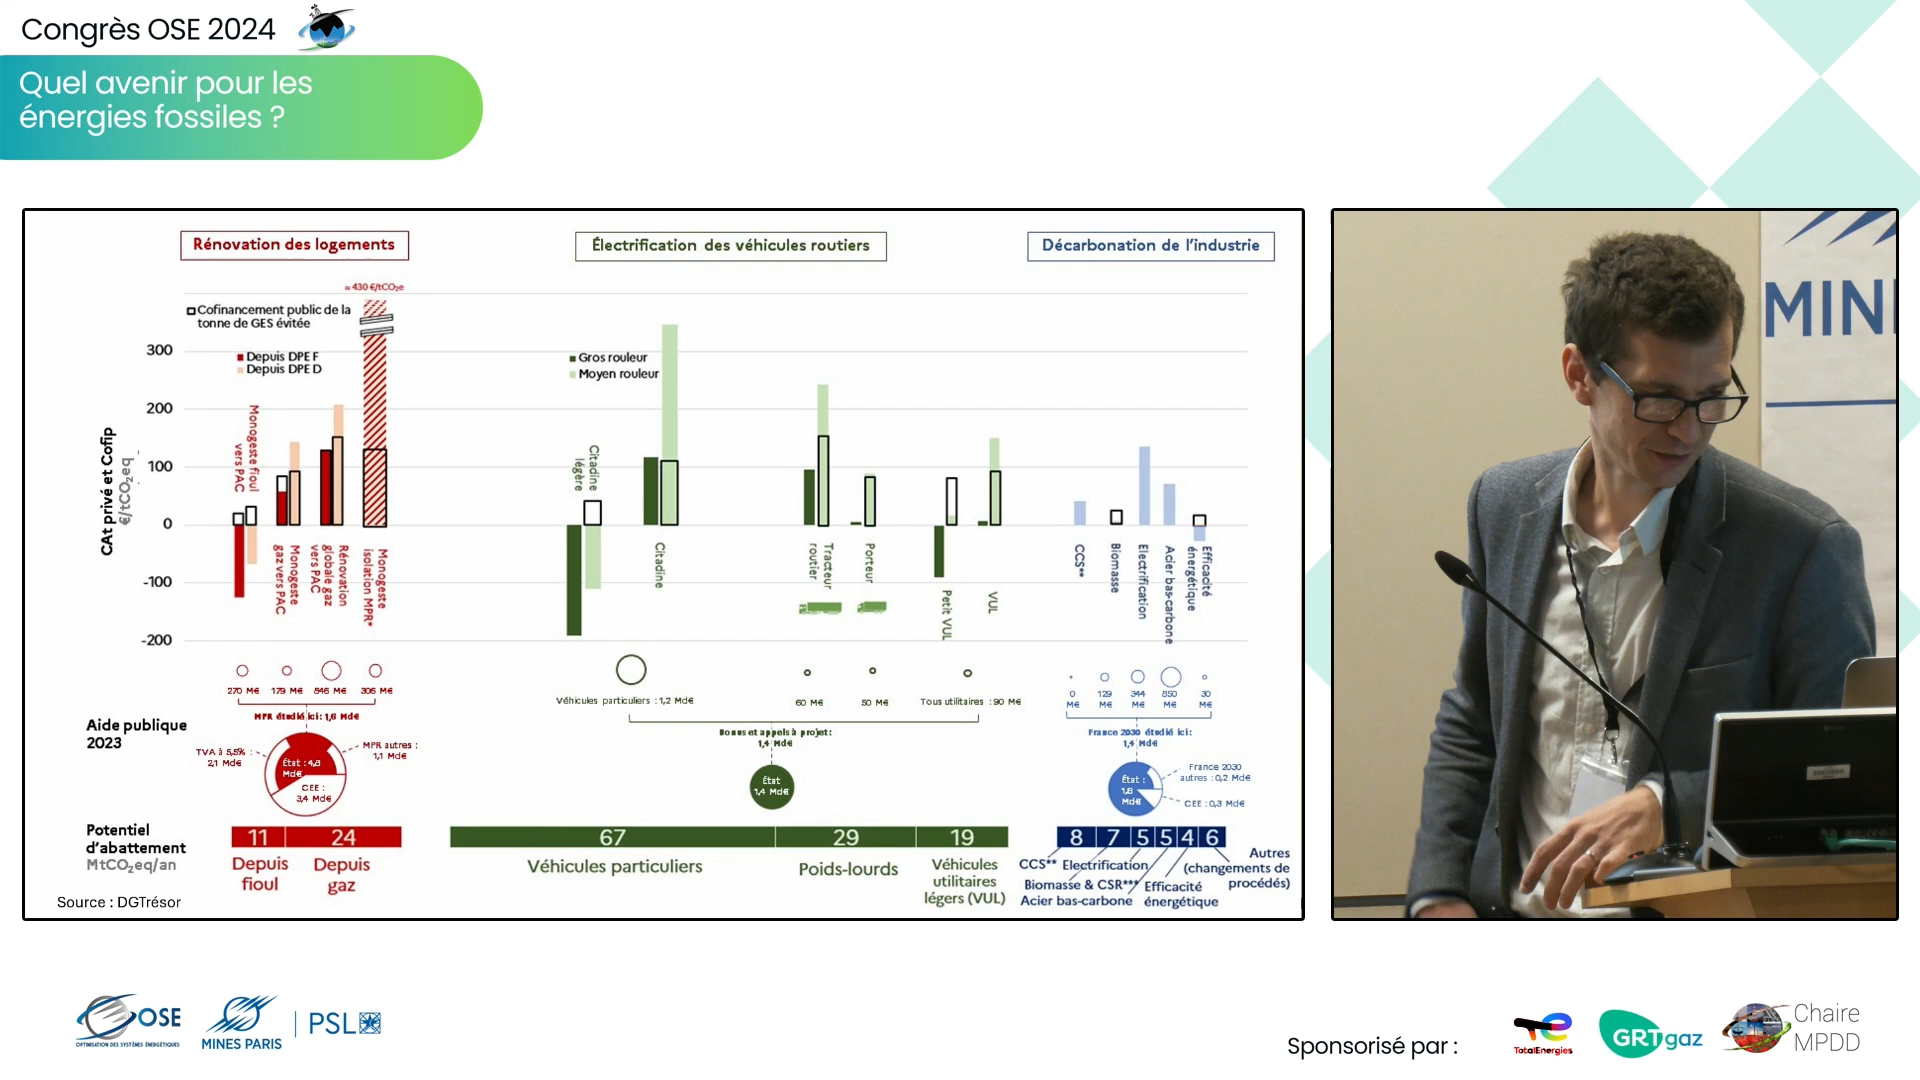 Congrès OSE 2024
Quel avenir pour les
énergies fossiles ?
Rénovation des logements
Électrification des véhicules routiers
Décarbonation de l'industrie
≈ 430 €/tCO₂e
Cofinancement public de la
tonne de GES évitée
Depuis DPE F
Depuis DPE D
Gros rouleur
Moyen rouleur
CAt privé et Cofip
€/tCO₂eq
300
200
100
0
-100
-200
Monogeste fioul
vers PAC
Monogeste
gaz vers PAC
Rénovation
globale gaz
vers PAC
Monogeste
isolation MPR*
Citadine
légère
Citadine
Tracteur
routier
Porteur
Petit VUL
VUL
CCS**
Biomasse
Electrification
Acier bas-carbone
Efficacité
énergétique
270 M€
179 M€
846 M€
306 M€
Véhicules particuliers : 1,2 Md€
60 M€
50 M€
Tous utilitaires : 90 M€
0
M€
129
M€
344
M€
850
M€
30
M€
Aide publique
2023
MPR étudié ici: 1,6 Md€
TVA à 5,5% :
2,1 Md€
MPR autres :
1,1 Md€
État : 4,8
Md€
CEE :
3,4 Md€
Bonus et appels à projet:
1,4 Md€
État
1,4 Md€
France 2030 étudié ici:
1,4 Md€
État :
1,6
Md€
France 2030
autres : 0,2 Md€
CEE : 0,3 Md€
Potentiel
d'abattement
MtCO₂eq/an
11
24
Depuis
fioul
Depuis
gaz
67
29
19
Véhicules particuliers
Poids-lourds
Véhicules
utilitaires
légers (VUL)
8
7
5
5
4
6
CCS**
Electrification
Biomasse & CSR***
Acier bas-carbone
Efficacité
énergétique
Autres
(changements de
procédés)
Source : DGTrésor
MIN
OSE
OPTIMISATION DES SYSTÈMES ÉNERGÉTIQUES
MINES PARIS
PSL
Sponsorisé par :
TotalEnergies
GRTgaz
Chaire
MPDD